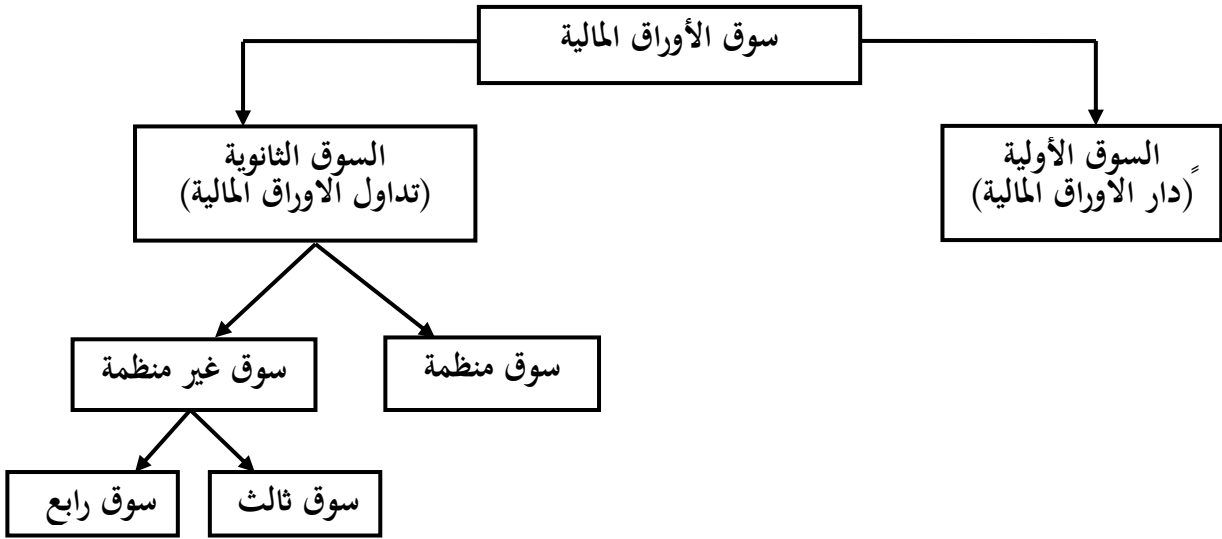 سوق الأوراق المالية
السوق الأولية
(دار الاوراق المالية)ً
السوق الثانوية
(تداول الاوراق المالية)
سوق منظمة
سوق غير منظمة
سوق ثالث
سوق رابع